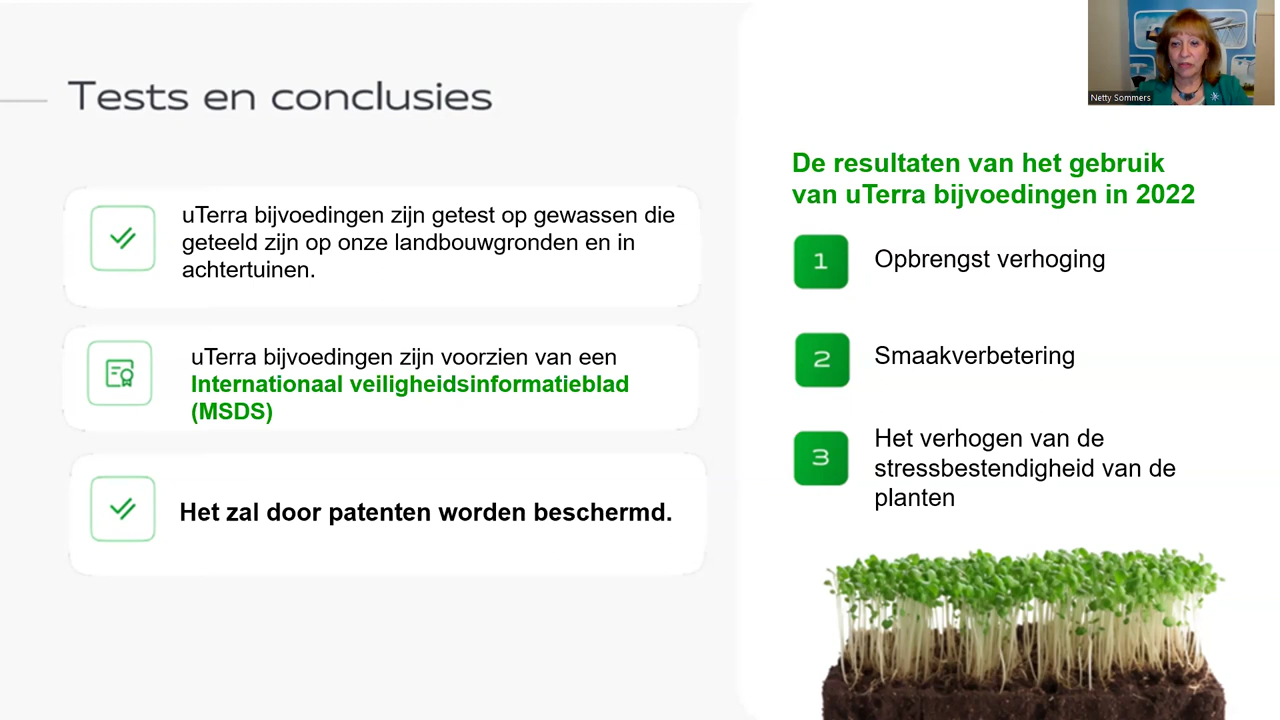 Tests en conclusies
uTerra bijvoedingen zijn getest op gewassen die
geteeld zijn op onze landbouwgronden en in
achtertuinen.
uTerra bijvoedingen zijn voorzien van een
Internationaal veiligheidsinformatieblad
(MSDS)
Het zal door patenten worden beschermd.
Netty Sommers
De resultaten van het gebruik
van uTerra bijvoedingen in 2022
1
Opbrengst verhoging
2
Smaakverbetering
3
Het verhogen van de
stressbestendigheid van de
planten